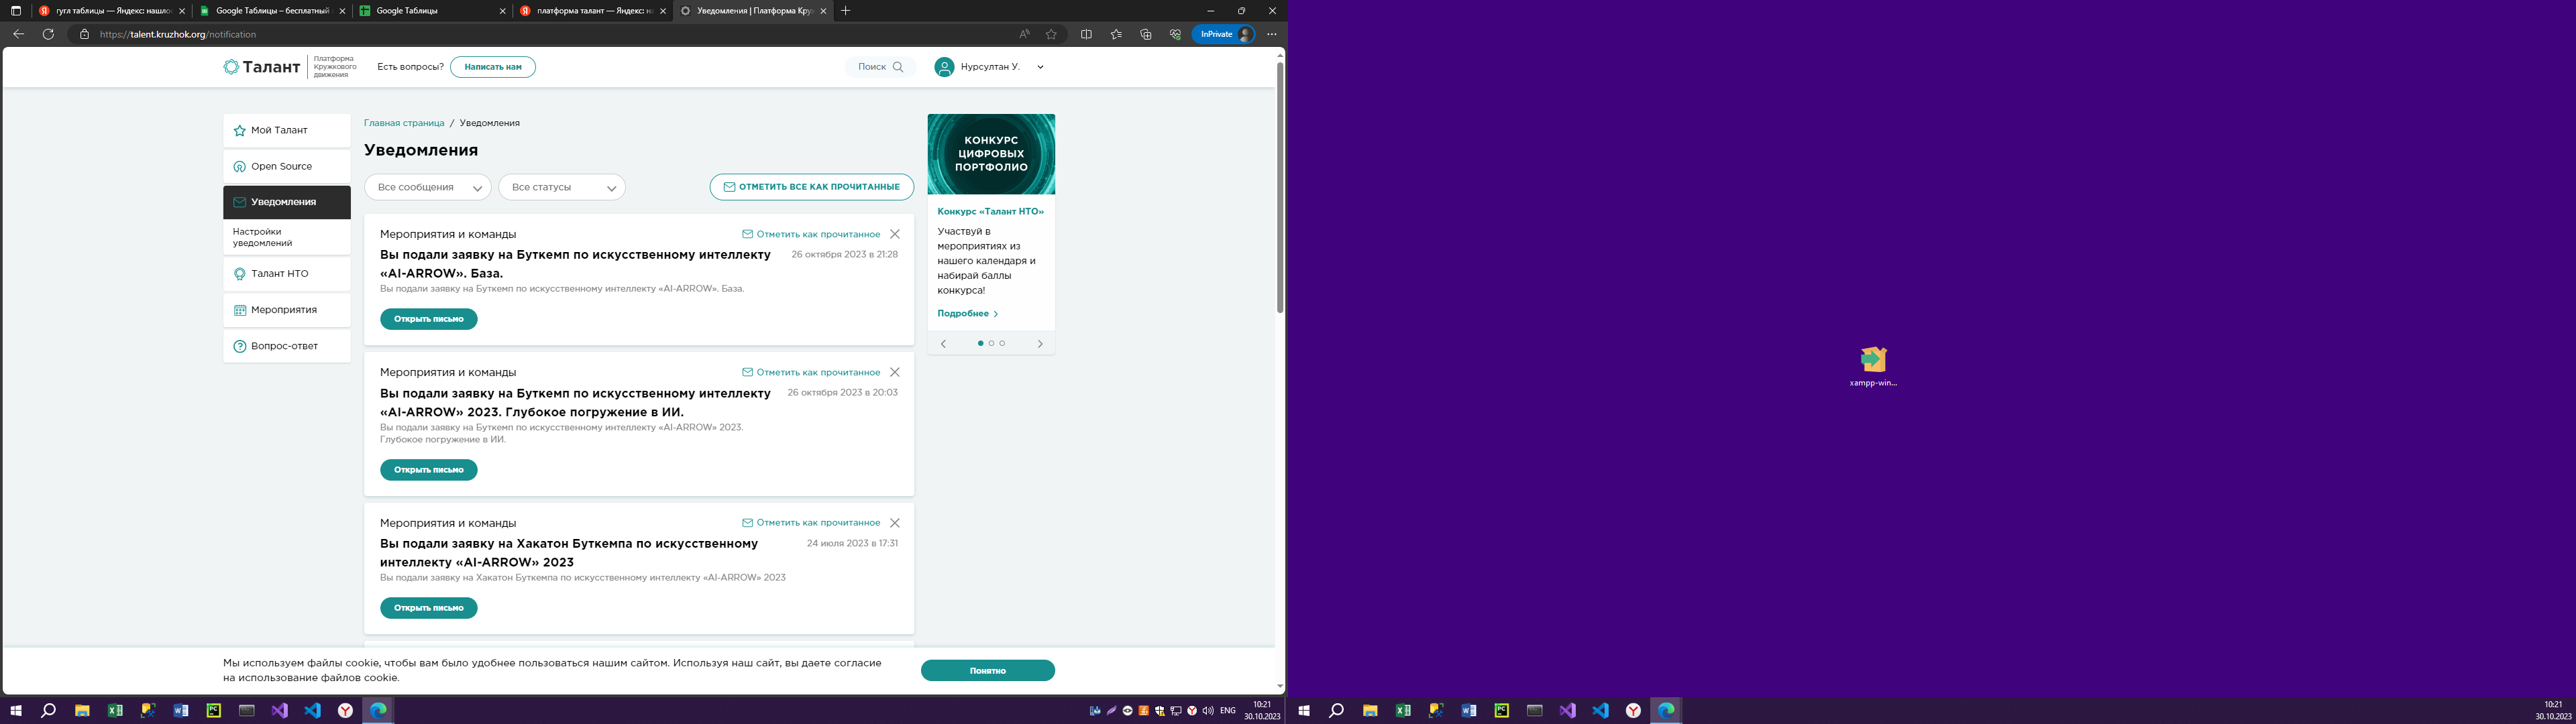 гугл таблицы — Яндекс: нашлос
Google Таблицы – бесплатный
Google Таблицы
платформа талант — Яндекс: на
Уведомления | Платформа Кру
https://talent.kruzhok.org/notification
InPrivate
Талант
Платформа
Кружкового
движения
Есть вопросы?
Написать нам
Поиск
Нурсултан У.
Мой Талант
Open Source
Уведомления
Настройки
уведомлений
Талант НТО
Мероприятия
Вопрос-ответ
Главная страница / Уведомления
Уведомления
Все сообщения
Все статусы
ОТМЕТИТЬ ВСЕ КАК ПРОЧИТАННЫЕ
Мероприятия и команды
Отметить как прочитанное
Вы подали заявку на Буткемп по искусственному интеллекту
26 октября 2023 в 21:28
«AI-ARROW». База.
Вы подали заявку на Буткемп по искусственному интеллекту «AI-ARROW». База.
Открыть письмо
Мероприятия и команды
Отметить как прочитанное
Вы подали заявку на Буткемп по искусственному интеллекту
26 октября 2023 в 20:03
«AI-ARROW» 2023. Глубокое погружение в ИИ.
Вы подали заявку на Буткемп по искусственному интеллекту «AI-ARROW» 2023.
Глубокое погружение в ИИ.
Открыть письмо
Мероприятия и команды
Отметить как прочитанное
Вы подали заявку на Хакатон Буткемпа по искусственному
24 июля 2023 в 17:31
интеллекту «AI-ARROW» 2023
Вы подали заявку на Хакатон Буткемпа по искусственному интеллекту «AI-ARROW» 2023
Открыть письмо
КОНКУРС
ЦИФРОВЫХ
ПОРТФОЛИО
Конкурс «Талант НТО»
Участвуй в
мероприятиях из
нашего календаря и
набирай баллы
конкурса!
Подробнее
Мы используем файлы cookie, чтобы вам было удобнее пользоваться нашим сайтом. Используя наш сайт, вы даете согласие
на использование файлов cookie.
Понятно
xampp-win...
ENG
10:21
30.10.2023
10:21
30.10.2023